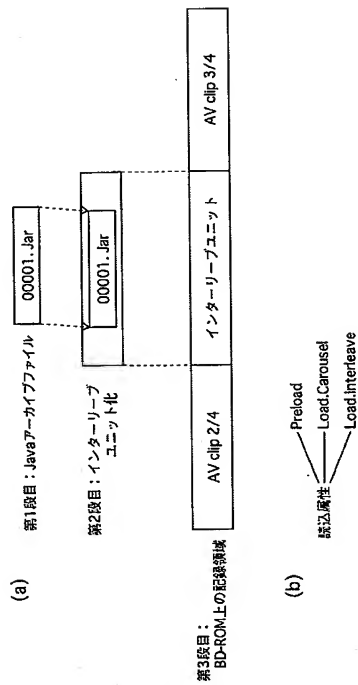 (a)
第1段目：Javaアーカイブファイル
00001. Jar
第2段目：インターリーブ
ユニット化
00001. Jar
第3段目：
BD-ROM上の記録領域
AV clip 2/4
インターリーブユニット
AV clip 3/4
(b)
読込属性
Preload
Load.Carousel
Load.Interleave